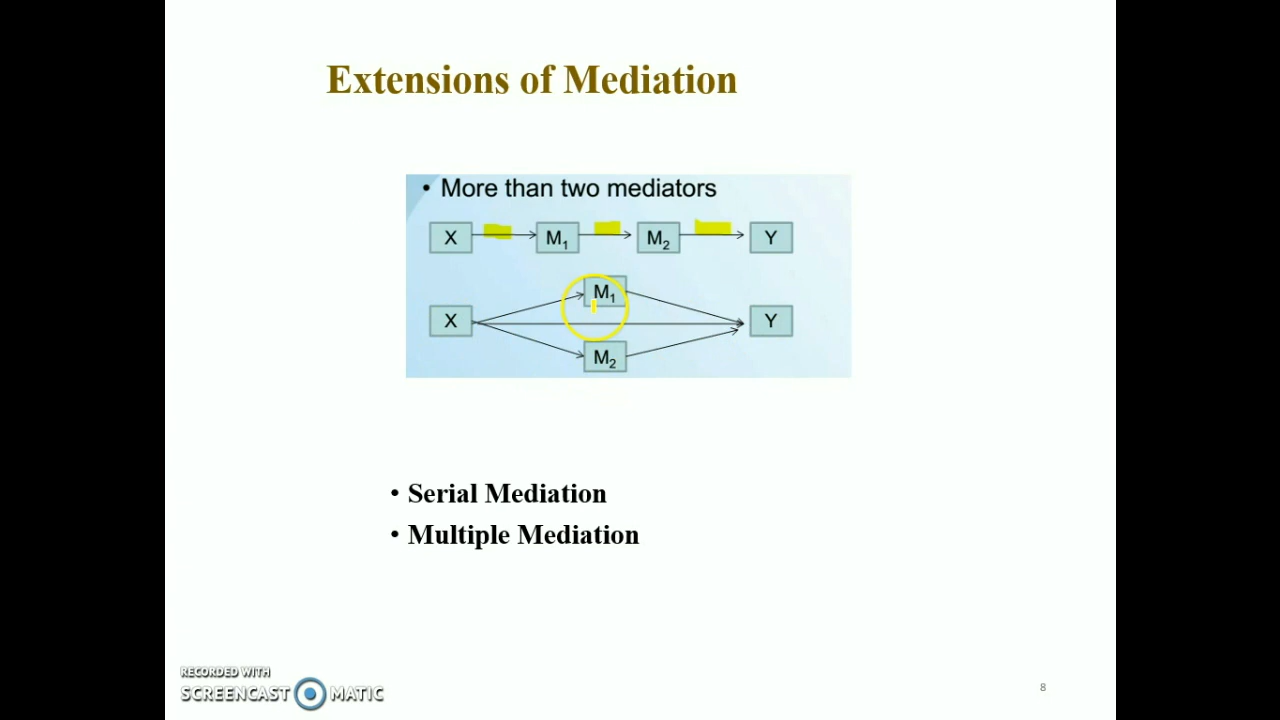 Extensions of Mediation
• More than two mediators
X M₁ M₂ Y
M₁
X Y
M₂
• Serial Mediation
• Multiple Mediation
RECORDED WITH
SCREENCAST MATIC
8